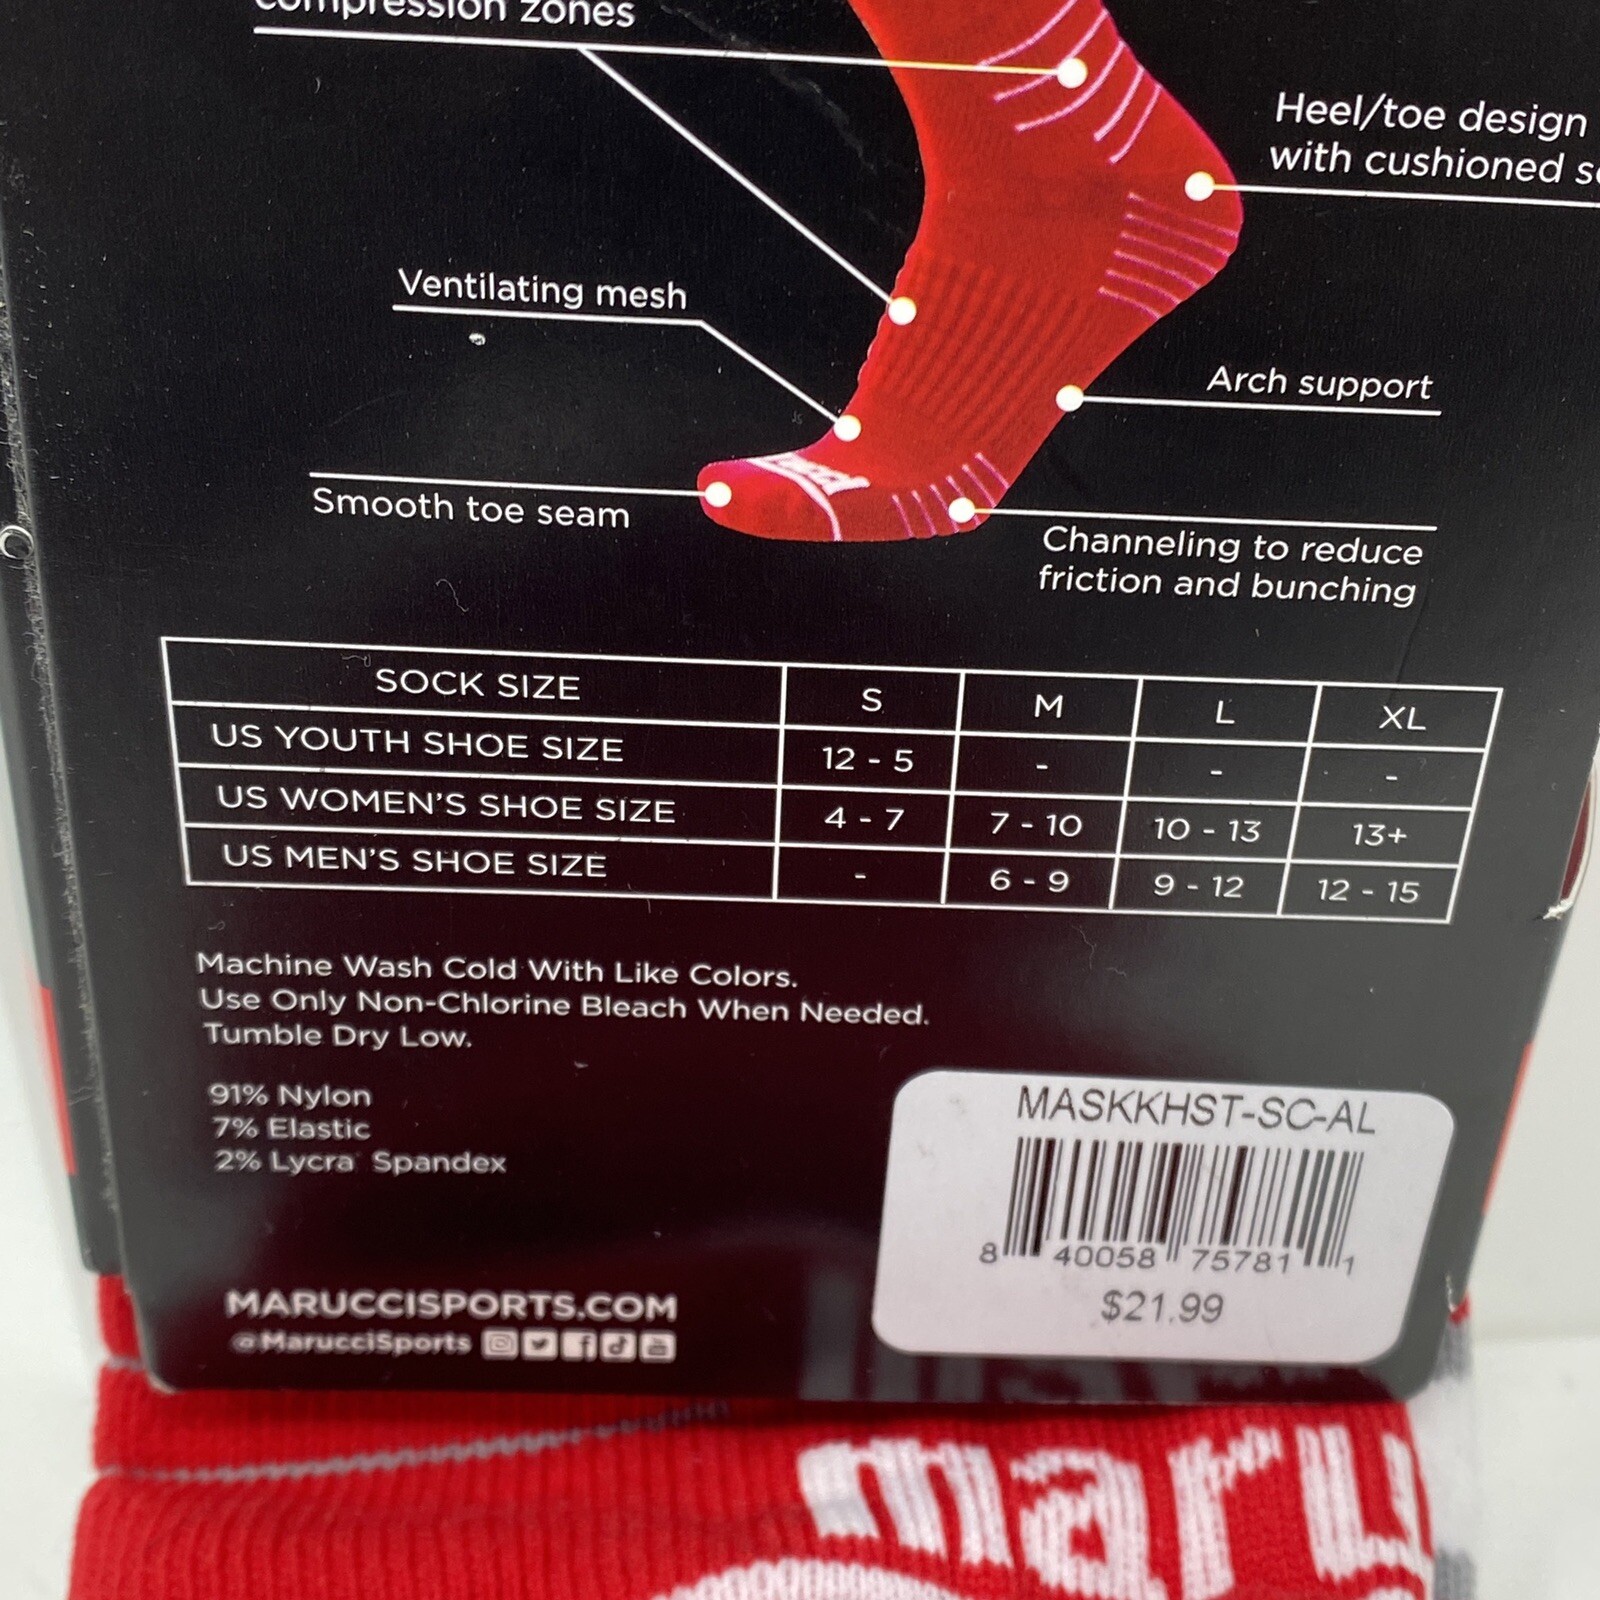 compression zones
Heel/toe design
with cushioned
Ventilating mesh
Arch support
Smooth toe seam
Channeling to reduce
friction and bunching
SOCK SIZE S M L XL
US YOUTH SHOE SIZE 12 - 5 - - -
US WOMEN'S SHOE SIZE 4 - 7 7 - 10 10 - 13 13+
US MEN'S SHOE SIZE - 6 - 9 9 - 12 12 - 15
Machine Wash Cold With Like Colors.
Use Only Non-Chlorine Bleach When Needed.
Tumble Dry Low.
91% Nylon
7% Elastic
2% Lycra Spandex
MASKKHST-SC-AL
8 40058 75781 1
$21.99
MARUCCISPORTS.COM
@MarucciSports
maru